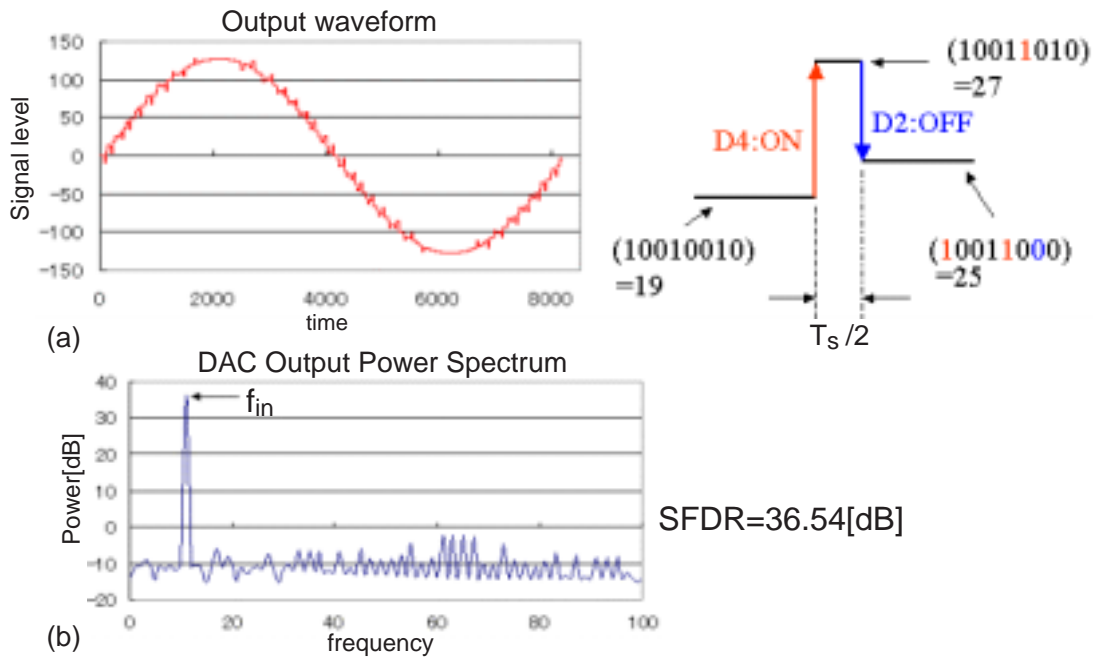 Output waveform
Signal level
150
100
50
0
−50
−100
−150
0
2000
4000
6000
8000
time
(a)
(10011010)
=27
D4:ON
D2:OFF
(10010010)
=19
(10011000)
=25
Ts /2
DAC Output Power Spectrum
Power[dB]
40
30
20
10
0
−10
−20
fin
0
20
40
60
80
100
frequency
(b)
SFDR=36.54[dB]